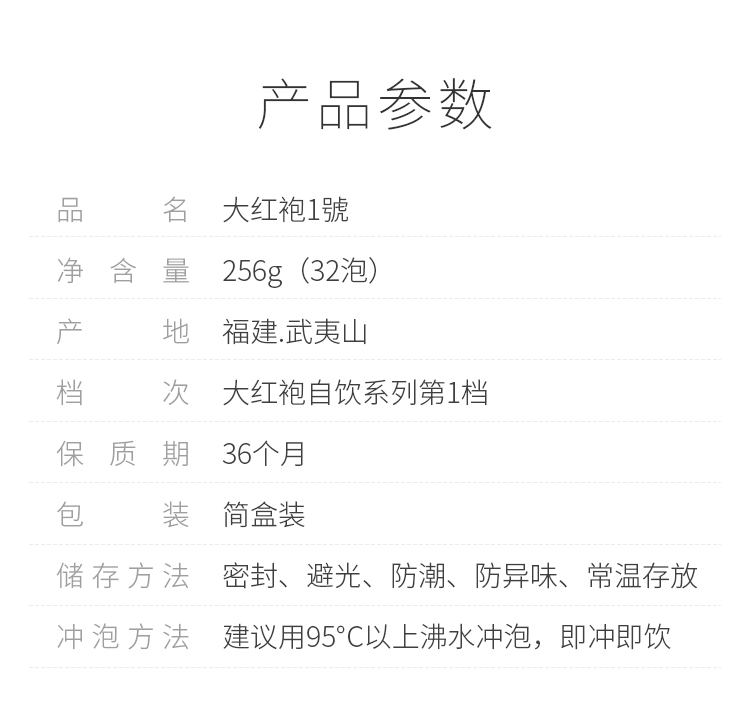 产品参数
品名 大红袍1號
净含量 256g（32泡）
产地 福建.武夷山
档次 大红袍自饮系列第1档
保质期 36个月
包装 简盒装
储存方法 密封、避光、防潮、防异味、常温存放
冲泡方法 建议用95°C以上沸水冲泡，即冲即饮